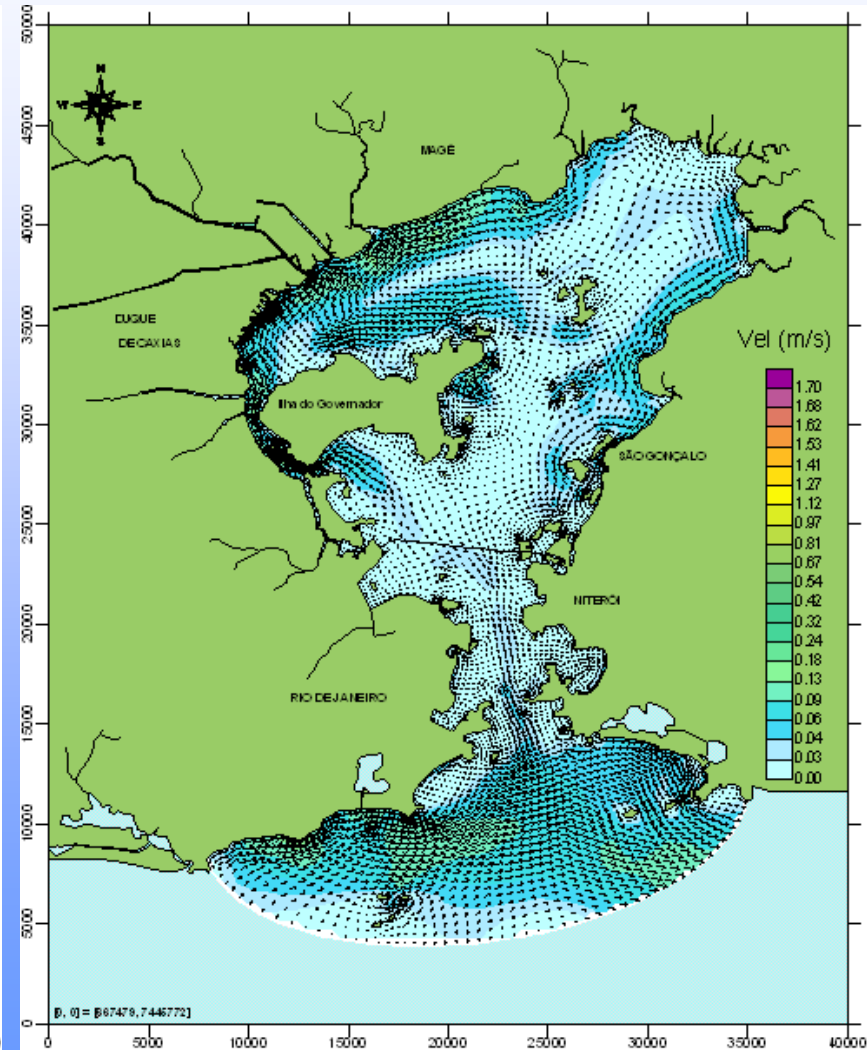 50000
45000
40000
35000
30000
25000
20000
15000
10000
5000
0
N
W
E
S
MAGÉ
DUQUE
DE CAXIAS
Ilha do Governador
SÃO GONÇALO
NITERÓI
RIO DE JANEIRO
Vel (m/s)
1.70
1.68
1.62
1.53
1.41
1.27
1.12
0.97
0.81
0.67
0.54
0.42
0.32
0.24
0.18
0.13
0.09
0.06
0.04
0.03
0.00
[0, 0] = [667479, 7445772]
0 5000 10000 15000 20000 25000 30000 35000 40000